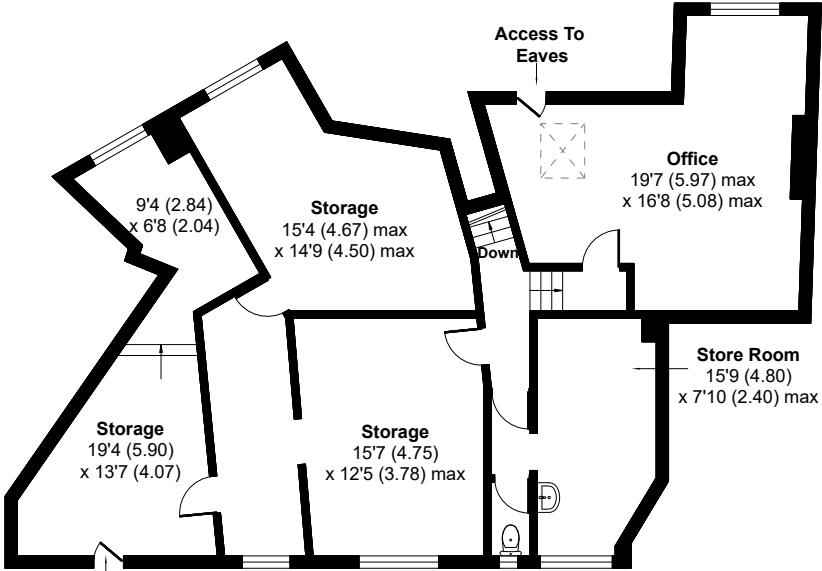 Access To
Eaves
Office
19'7 (5.97) max
x 16'8 (5.08) max
9'4 (2.84)
x 6'8 (2.04)
Storage
15'4 (4.67) max
x 14'9 (4.50) max
Down
Store Room
15'9 (4.80)
x 7'10 (2.40) max
Storage
19'4 (5.90)
x 13'7 (4.07)
Storage
15'7 (4.75)
x 12'5 (3.78) max